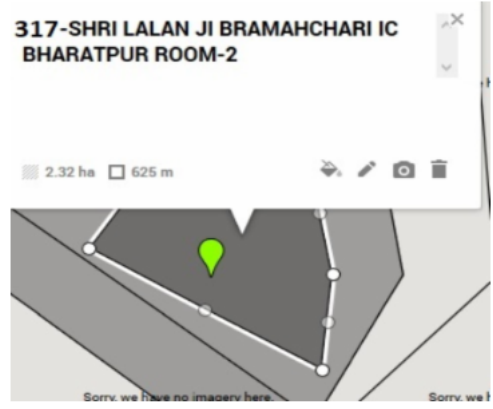 317-SHRI LALAN JI BRAMAHCHARI IC
BHARATPUR ROOM-2
2.32 ha 625 m
Sorry, we have no imagery here.
Sorry, we h